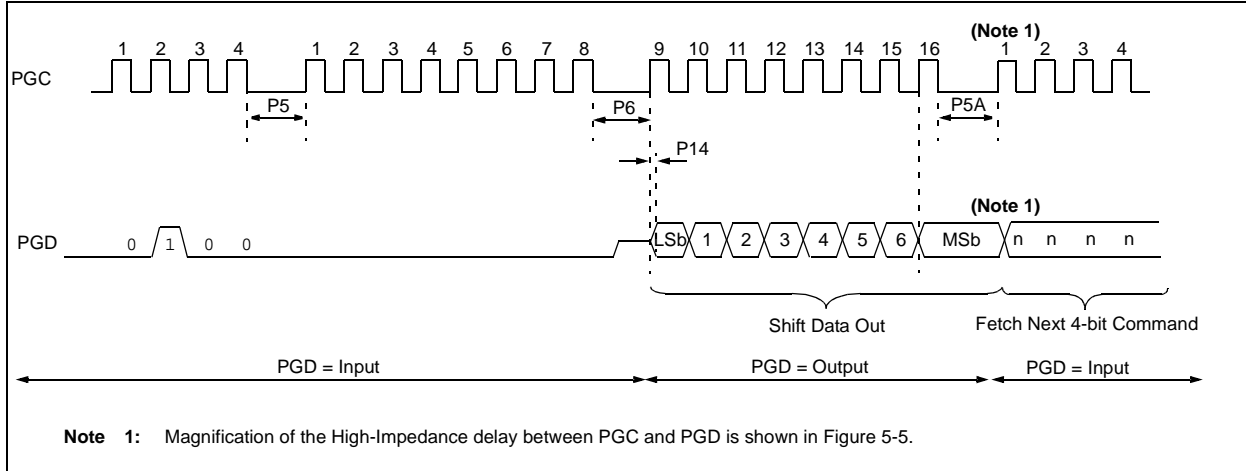 (Note 1)
1 2 3 4 1 2 3 4 5 6 7 8 9 10 11 12 13 14 15 16 1 2 3 4
PGC
P5 P6 P5A
P14
(Note 1)
PGD 0 1 0 0 LSb 1 2 3 4 5 6 MSb n n n n
Shift Data Out Fetch Next 4-bit Command
PGD = Input PGD = Output PGD = Input
Note 1: Magnification of the High-Impedance delay between PGC and PGD is shown in Figure 5-5.